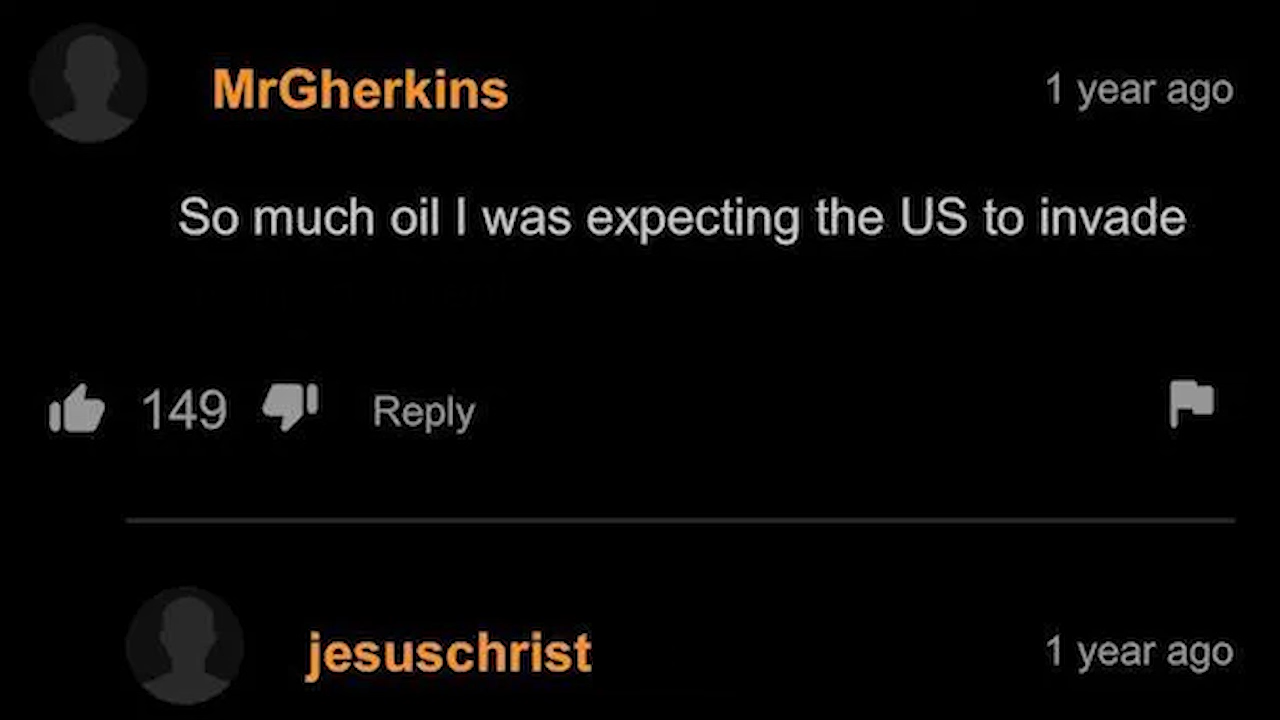 MrGherkins
1 year ago
So much oil I was expecting the US to invade
149
Reply
jesuschrist
1 year ago